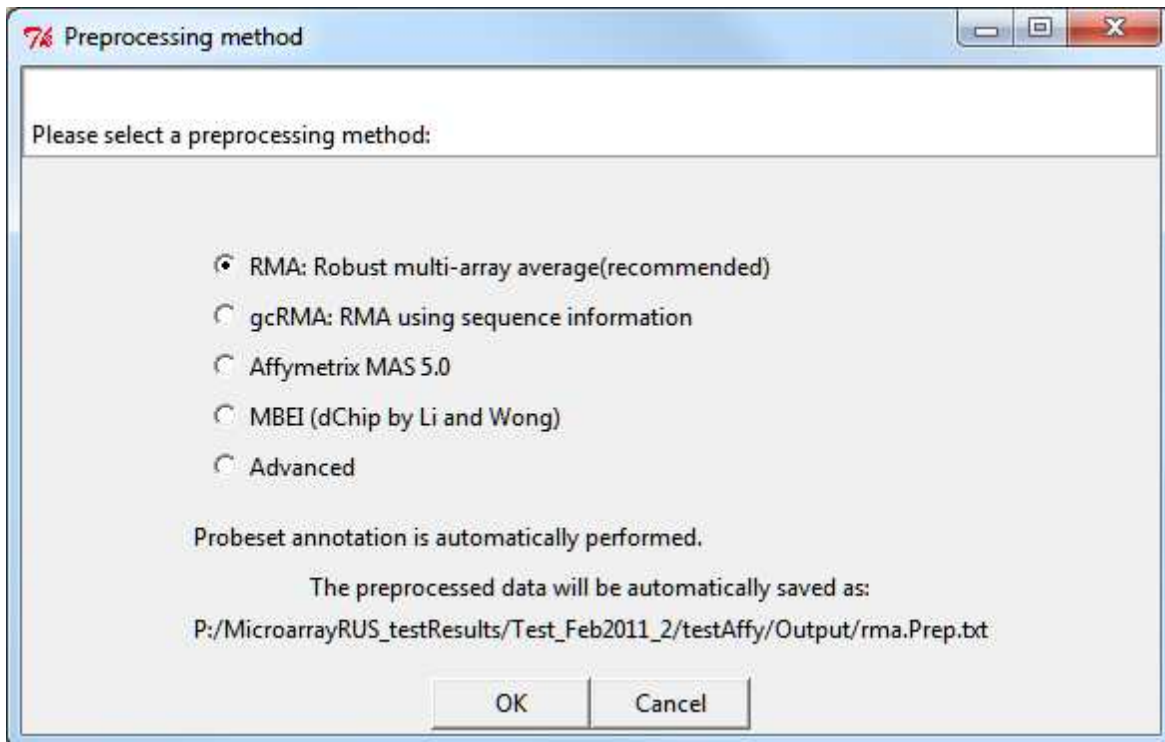 Preprocessing method
Please select a preprocessing method:
RMA: Robust multi-array average(recommended)
gcRMA: RMA using sequence information
Affymetrix MAS 5.0
MBEI (dChip by Li and Wong)
Advanced
Probeset annotation is automatically performed.
The preprocessed data will be automatically saved as:
P:/MicroarrayRUS_testResults/Test_Feb2011_2/testAffy/Output/rma.Prep.txt
OK Cancel